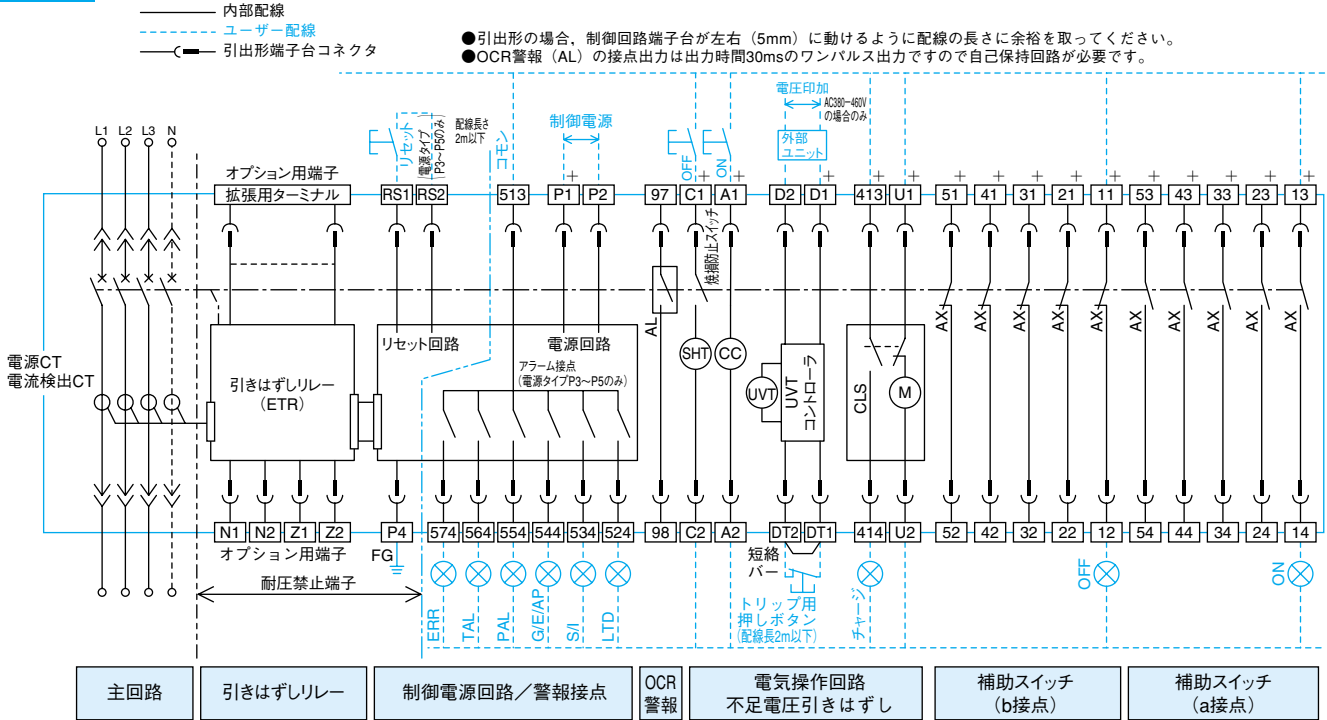 内部配線
ユーザー配線
引出形端子台コネクタ
●引出形の場合，制御回路端子台が左右（5mm）に動けるように配線の長さに余裕を取ってください。
●OCR警報（AL）の接点出力は出力時間30msのワンパルス出力ですので自己保持回路が必要です。
L1 L2 L3 N
リセット
(電源タイプP3～P5のみ)
配線長さ
2m以下
コモン
制御電源
OFF
ON
電圧印加
AC380-460V
の場合のみ
外部
ユニット
オプション用端子
拡張用ターミナル
RS1 RS2 513 P1 P2 97 C1 A1 D2 D1 413 U1 51 41 31 21 11 53 43 33 23 13
+ + + + + + + + + + + + + + +
焼損防止スイッチ
AL
AX AX AX AX AX AX AX AX AX AX
リセット回路
電源回路
アラーム接点
(電源タイプP3～P5のみ)
SHT
CC
UVT
UVT
コントローラ
CLS
M
電源CT
電流検出CT
引きはずしリレー
（ETR）
N1 N2 Z1 Z2 P4 574 564 554 544 534 524 98 C2 A2 DT2 DT1 414 U2 52 42 32 22 12 54 44 34 24 14
オプション用端子
FG
耐圧禁止端子
ERR
TAL
PAL
G/E/AP
S/I
LTD
短絡
バー
トリップ用
押しボタン
(配線長2m以下)
チャージ
OFF
ON
主回路
引きはずしリレー
制御電源回路／警報接点
OCR
警報
電気操作回路
不足電圧引きはずし
補助スイッチ
（b接点）
補助スイッチ
（a接点）